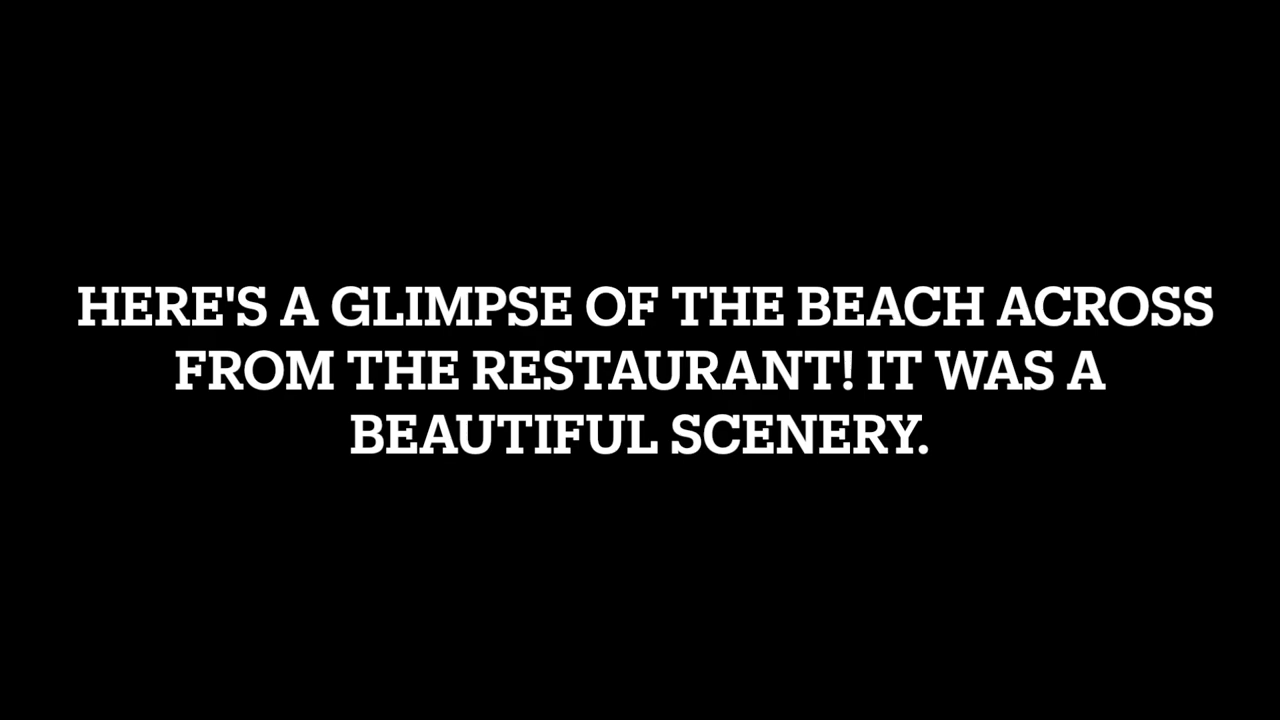 HERE'S A GLIMPSE OF THE BEACH ACROSS
FROM THE RESTAURANT! IT WAS A
BEAUTIFUL SCENERY.